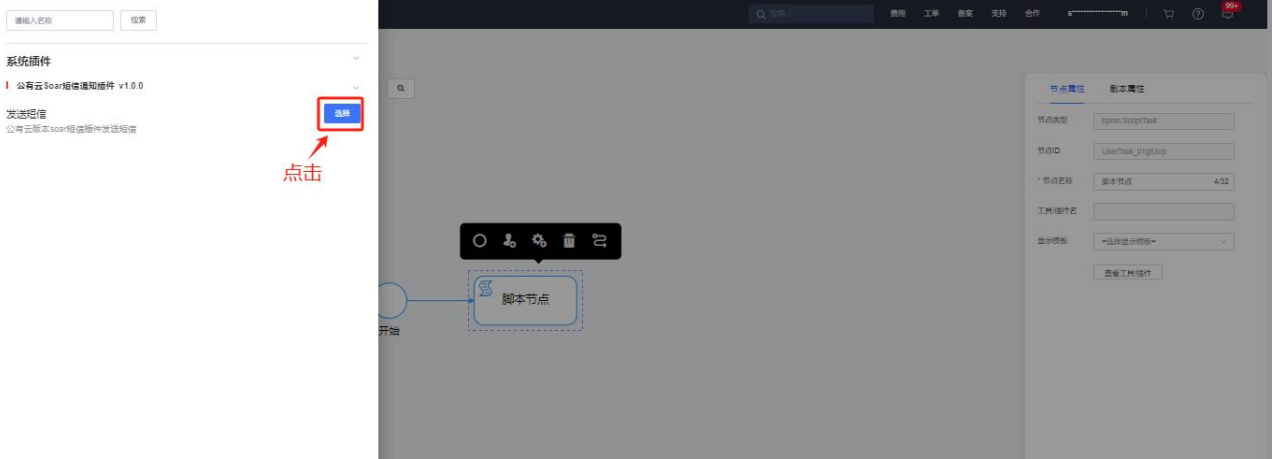 请输入名称
搜索
搜索...
费用
工单
备案
支持
合作
s******************m
99+
系统插件
公有云Soar短信通知插件 v1.0.0
发送短信
选择
公有云版本soar短信插件发送短信
点击
节点属性
剧本属性
节点类型
bpmn:ScriptTask
节点ID
UserTask_01g53up
* 节点名称
脚本节点
4/32
工具/插件名
显示模板
=选择显示模板=
查看工具/插件
脚本节点
开始